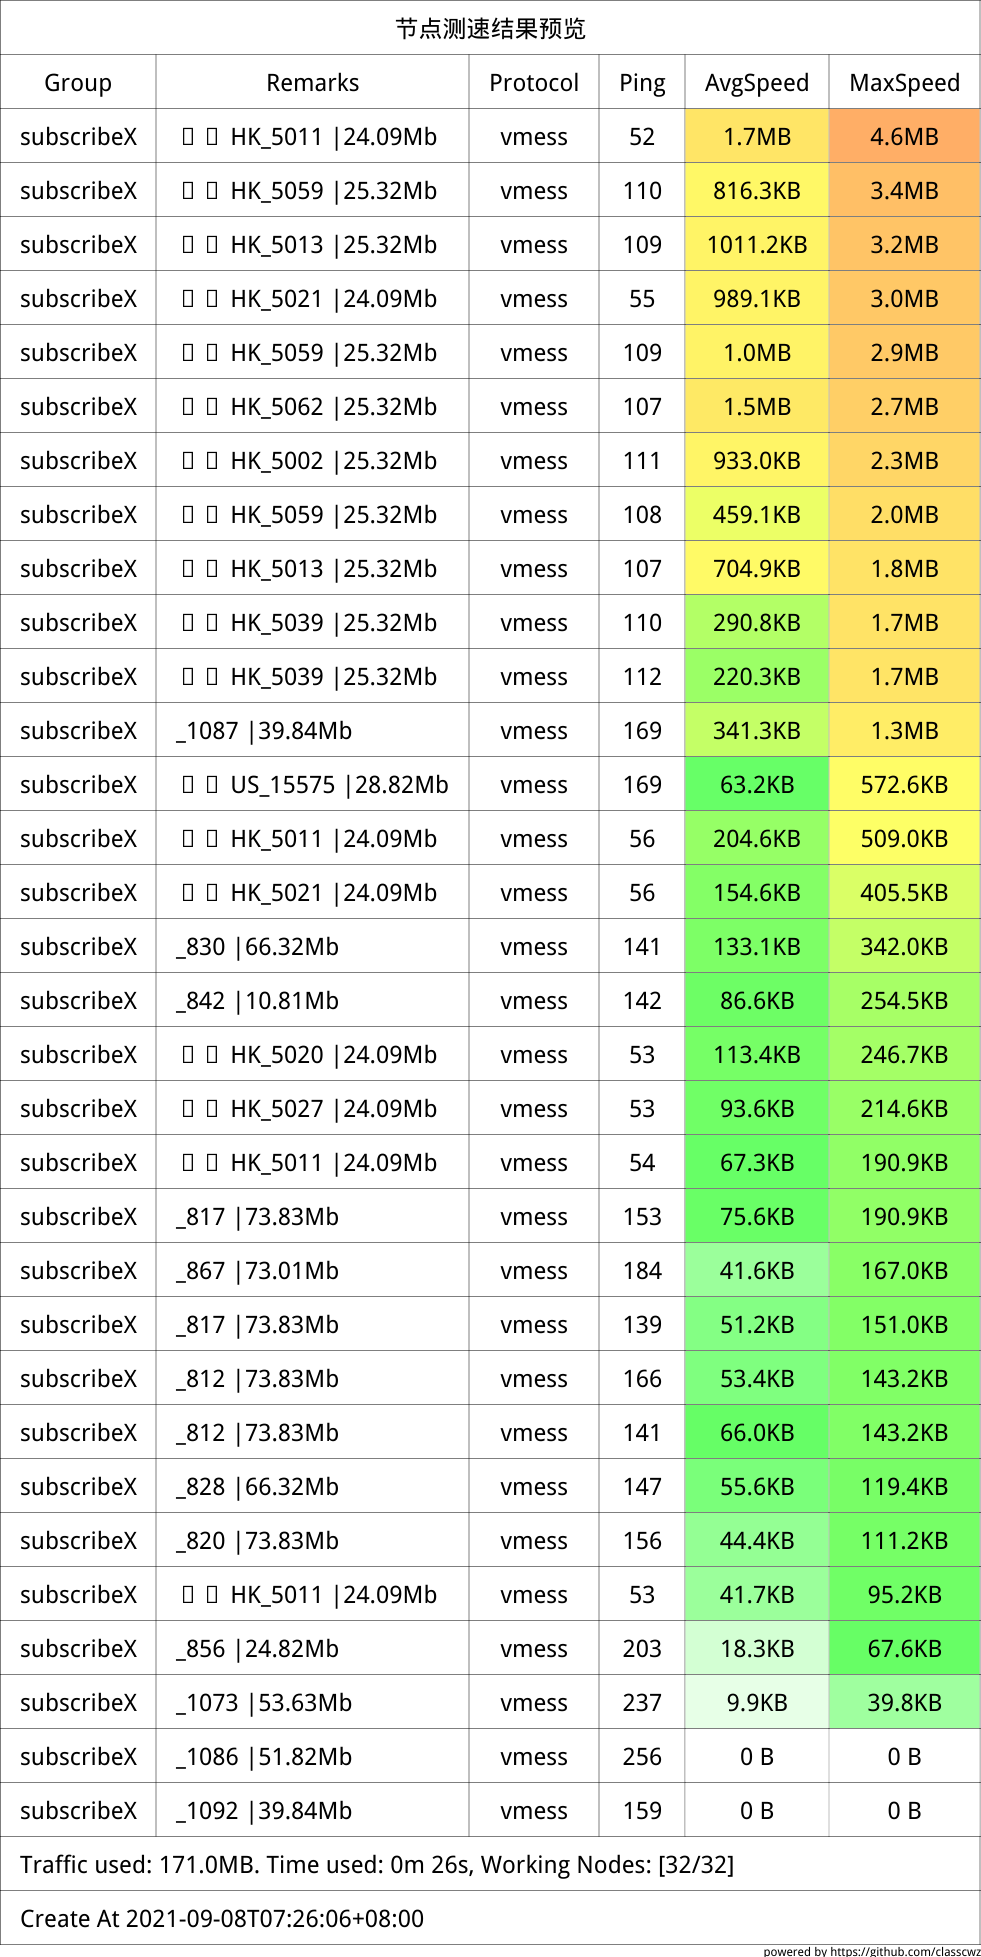 节点测速结果预览
Group Remarks Protocol Ping AvgSpeed MaxSpeed
subscribeX HK_5011 |24.09Mb vmess 52 1.7MB 4.6MB
subscribeX HK_5059 |25.32Mb vmess 110 816.3KB 3.4MB
subscribeX HK_5013 |25.32Mb vmess 109 1011.2KB 3.2MB
subscribeX HK_5021 |24.09Mb vmess 55 989.1KB 3.0MB
subscribeX HK_5059 |25.32Mb vmess 109 1.0MB 2.9MB
subscribeX HK_5062 |25.32Mb vmess 107 1.5MB 2.7MB
subscribeX HK_5002 |25.32Mb vmess 111 933.0KB 2.3MB
subscribeX HK_5059 |25.32Mb vmess 108 459.1KB 2.0MB
subscribeX HK_5013 |25.32Mb vmess 107 704.9KB 1.8MB
subscribeX HK_5039 |25.32Mb vmess 110 290.8KB 1.7MB
subscribeX HK_5039 |25.32Mb vmess 112 220.3KB 1.7MB
subscribeX _1087 |39.84Mb vmess 169 341.3KB 1.3MB
subscribeX US_15575 |28.82Mb vmess 169 63.2KB 572.6KB
subscribeX HK_5011 |24.09Mb vmess 56 204.6KB 509.0KB
subscribeX HK_5021 |24.09Mb vmess 56 154.6KB 405.5KB
subscribeX _830 |66.32Mb vmess 141 133.1KB 342.0KB
subscribeX _842 |10.81Mb vmess 142 86.6KB 254.5KB
subscribeX HK_5020 |24.09Mb vmess 53 113.4KB 246.7KB
subscribeX HK_5027 |24.09Mb vmess 53 93.6KB 214.6KB
subscribeX HK_5011 |24.09Mb vmess 54 67.3KB 190.9KB
subscribeX _817 |73.83Mb vmess 153 75.6KB 190.9KB
subscribeX _867 |73.01Mb vmess 184 41.6KB 167.0KB
subscribeX _817 |73.83Mb vmess 139 51.2KB 151.0KB
subscribeX _812 |73.83Mb vmess 166 53.4KB 143.2KB
subscribeX _812 |73.83Mb vmess 141 66.0KB 143.2KB
subscribeX _828 |66.32Mb vmess 147 55.6KB 119.4KB
subscribeX _820 |73.83Mb vmess 156 44.4KB 111.2KB
subscribeX HK_5011 |24.09Mb vmess 53 41.7KB 95.2KB
subscribeX _856 |24.82Mb vmess 203 18.3KB 67.6KB
subscribeX _1073 |53.63Mb vmess 237 9.9KB 39.8KB
subscribeX _1086 |51.82Mb vmess 256 0 B 0 B
subscribeX _1092 |39.84Mb vmess 159 0 B 0 B
Traffic used: 171.0MB. Time used: 0m 26s, Working Nodes: [32/32]
Create At 2021-09-08T07:26:06+08:00
powered by https://github.com/classcwz